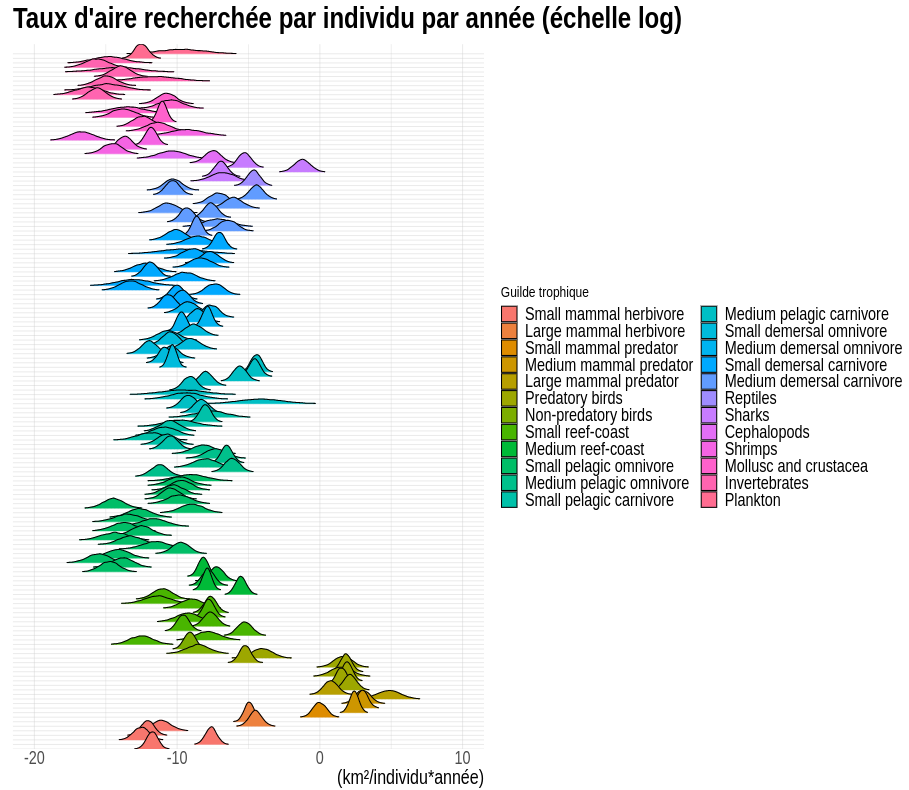 Taux d'aire recherchée par individu par année (échelle log)
Guilde trophique
Small mammal herbivore
Large mammal herbivore
Small mammal predator
Medium mammal predator
Large mammal predator
Predatory birds
Non-predatory birds
Small reef-coast
Medium reef-coast
Small pelagic omnivore
Medium pelagic omnivore
Small pelagic carnivore
Medium pelagic carnivore
Small demersal omnivore
Medium demersal omnivore
Small demersal carnivore
Medium demersal carnivore
Reptiles
Sharks
Cephalopods
Shrimps
Mollusc and crustacea
Invertebrates
Plankton
-20 -10 0 10
(km²/individu*année)